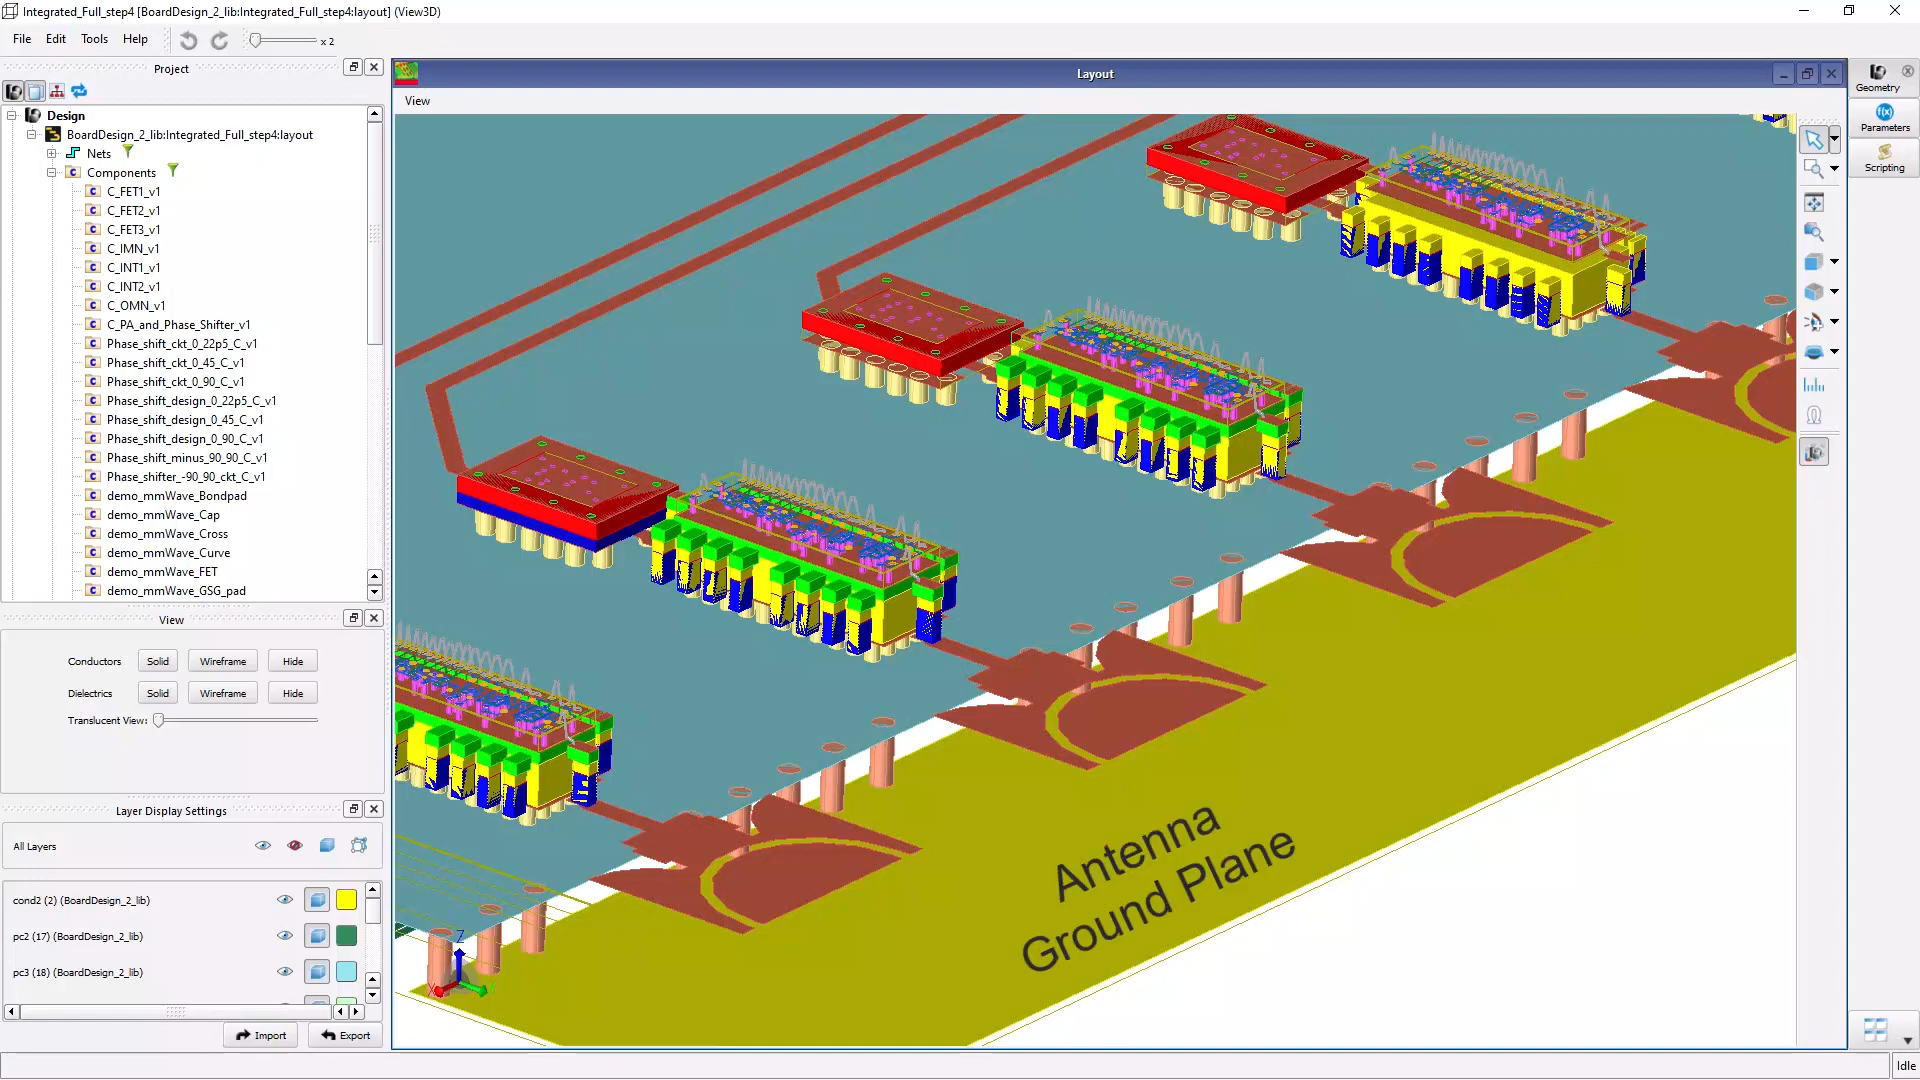 Integrated_Full_step4 [BoardDesign_2_lib:Integrated_Full_step4:layout] (View3D)
File Edit Tools Help x 2
Project
Design
BoardDesign_2_lib:Integrated_Full_step4:layout
Nets
Components
C_FET1_v1
C_FET2_v1
C_FET3_v1
C_IMN_v1
C_INT1_v1
C_INT2_v1
C_OMN_v1
C_PA_and_Phase_Shifter_v1
Phase_shift_ckt_0_22p5_C_v1
Phase_shift_ckt_0_45_C_v1
Phase_shift_ckt_0_90_C_v1
Phase_shift_design_0_22p5_C_v1
Phase_shift_design_0_45_C_v1
Phase_shift_design_0_90_C_v1
Phase_shift_minus_90_90_C_v1
Phase_shifter_-90_90_ckt_C_v1
demo_mmWave_Bondpad
demo_mmWave_Cap
demo_mmWave_Cross
demo_mmWave_Curve
demo_mmWave_FET
demo_mmWave_GSG_pad
View
Conductors Solid Wireframe Hide
Dielectrics Solid Wireframe Hide
Translucent View:
Layer Display Settings
All Layers
cond2 (2) (BoardDesign_2_lib)
pc2 (17) (BoardDesign_2_lib)
pc3 (18) (BoardDesign_2_lib)
Import Export
Layout
View
Antenna
Ground Plane
Z
X
Y
Geometry
f(x)
Parameters
Scripting
Idle